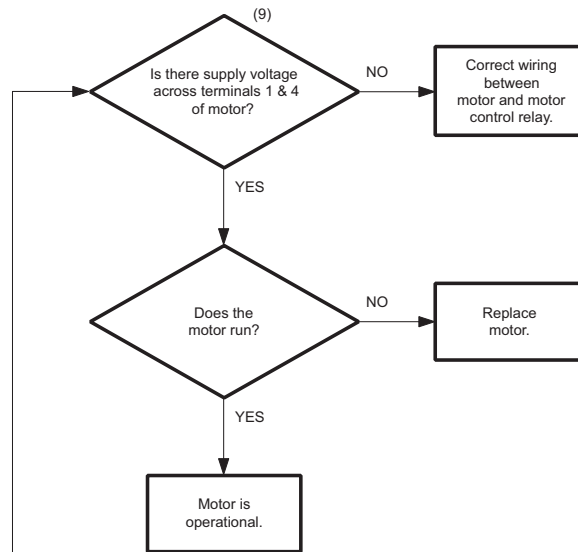 (9)
Is there supply voltage
across terminals 1 & 4
of motor?
NO
Correct wiring
between
motor and motor
control relay.
YES
Does the
motor run?
NO
Replace
motor.
YES
Motor is
operational.